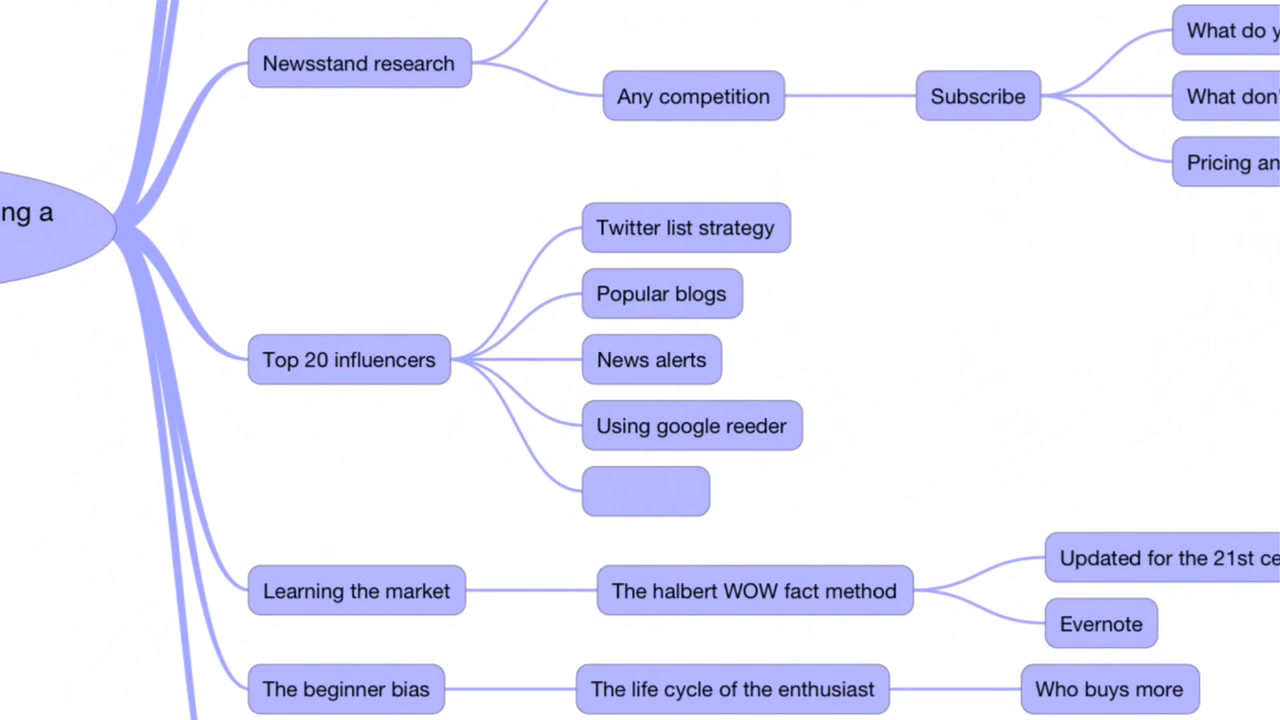 ng a
Newsstand research
Any competition
Subscribe
What do y
What don'
Pricing an
Top 20 influencers
Twitter list strategy
Popular blogs
News alerts
Using google reeder
Learning the market
The halbert WOW fact method
Updated for the 21st ce
Evernote
The beginner bias
The life cycle of the enthusiast
Who buys more